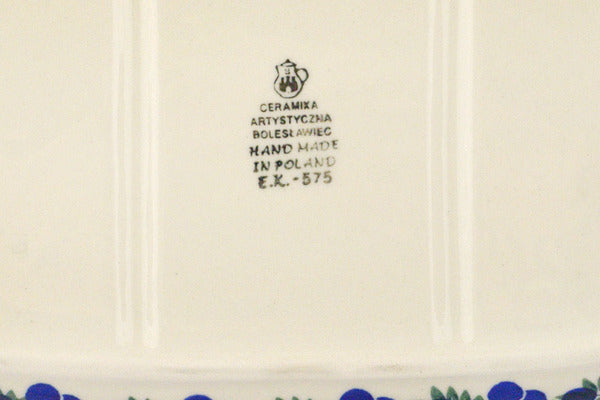 CERAMIKA
ARTYSTYCZNA
BOLESŁAWIEC
HAND MADE
IN POLAND
E.K.-575